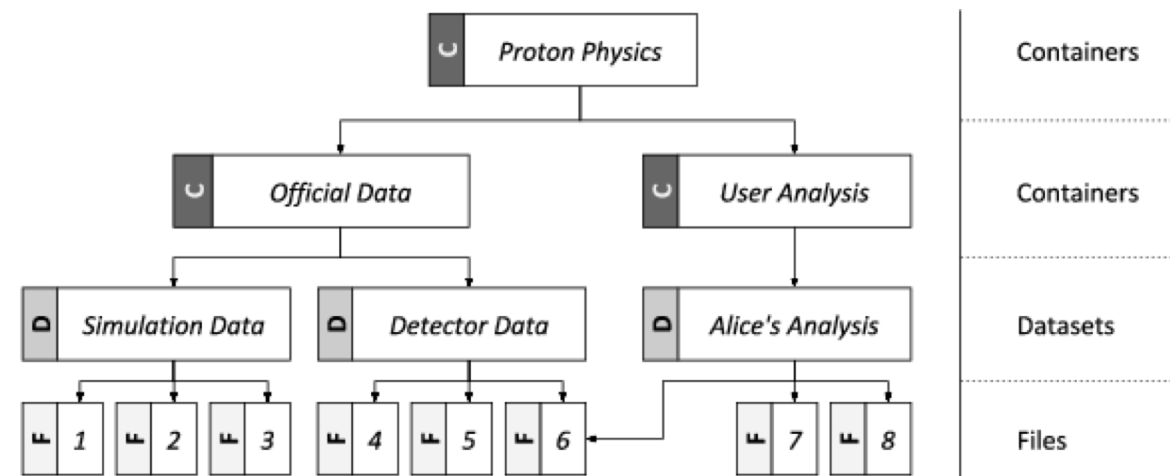 C Proton Physics Containers
C Official Data C User Analysis Containers
D Simulation Data D Detector Data D Alice's Analysis Datasets
F 1 F 2 F 3 F 4 F 5 F 6 F 7 F 8 Files